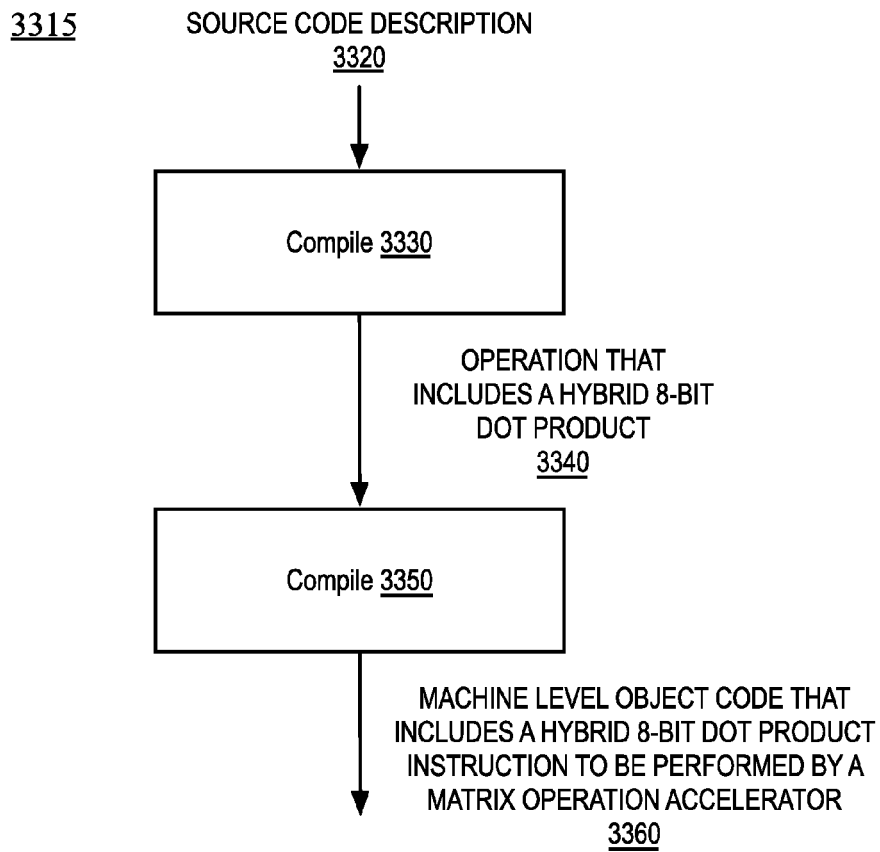 3315
SOURCE CODE DESCRIPTION
3320
Compile 3330
OPERATION THAT
INCLUDES A HYBRID 8-BIT
DOT PRODUCT
3340
Compile 3350
MACHINE LEVEL OBJECT CODE THAT
INCLUDES A HYBRID 8-BIT DOT PRODUCT
INSTRUCTION TO BE PERFORMED BY A
MATRIX OPERATION ACCELERATOR
3360